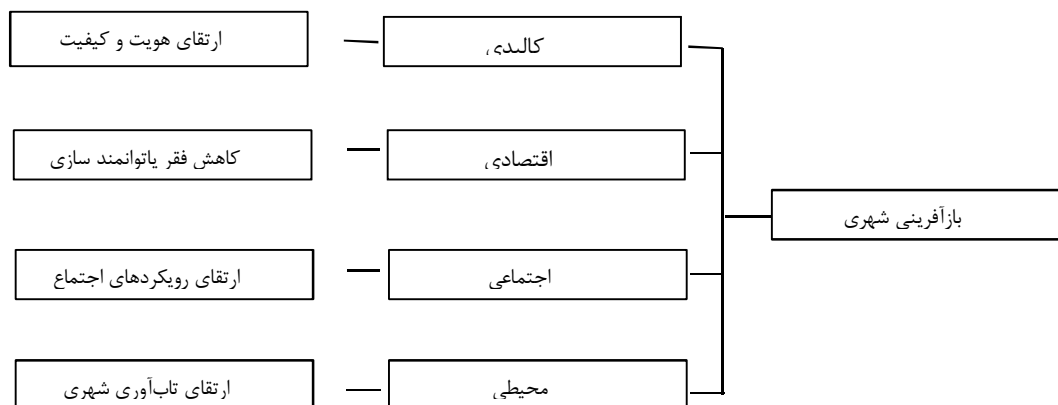 بازآفرینی شهری
کالبدی
ارتقای هویت و کیفیت
اقتصادی
کاهش فقر یاتوانمند سازی
اجتماعی
ارتقای رویکردهای اجتماع
محیطی
ارتقای تاب‌آوری شهری